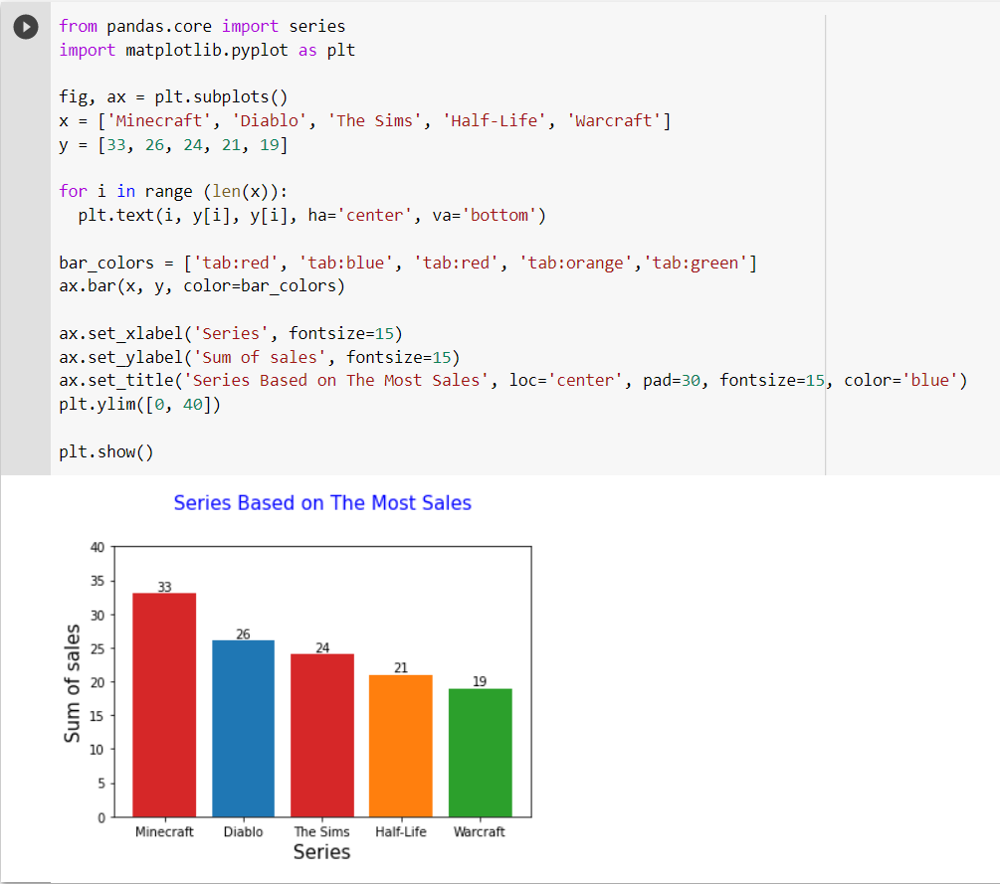 from pandas.core import series
import matplotlib.pyplot as plt
fig, ax = plt.subplots()
x = ['Minecraft', 'Diablo', 'The Sims', 'Half-Life', 'Warcraft']
y = [33, 26, 24, 21, 19]
for i in range (len(x)):
  plt.text(i, y[i], y[i], ha='center', va='bottom')
bar_colors = ['tab:red', 'tab:blue', 'tab:red', 'tab:orange','tab:green']
ax.bar(x, y, color=bar_colors)
ax.set_xlabel('Series', fontsize=15)
ax.set_ylabel('Sum of sales', fontsize=15)
ax.set_title('Series Based on The Most Sales', loc='center', pad=30, fontsize=15, color='blue')
plt.ylim([0, 40])
plt.show()
Series Based on The Most Sales
Sum of sales
40
35
30
25
20
15
10
5
0
33
26
24
21
19
Minecraft Diablo The Sims Half-Life Warcraft
Series